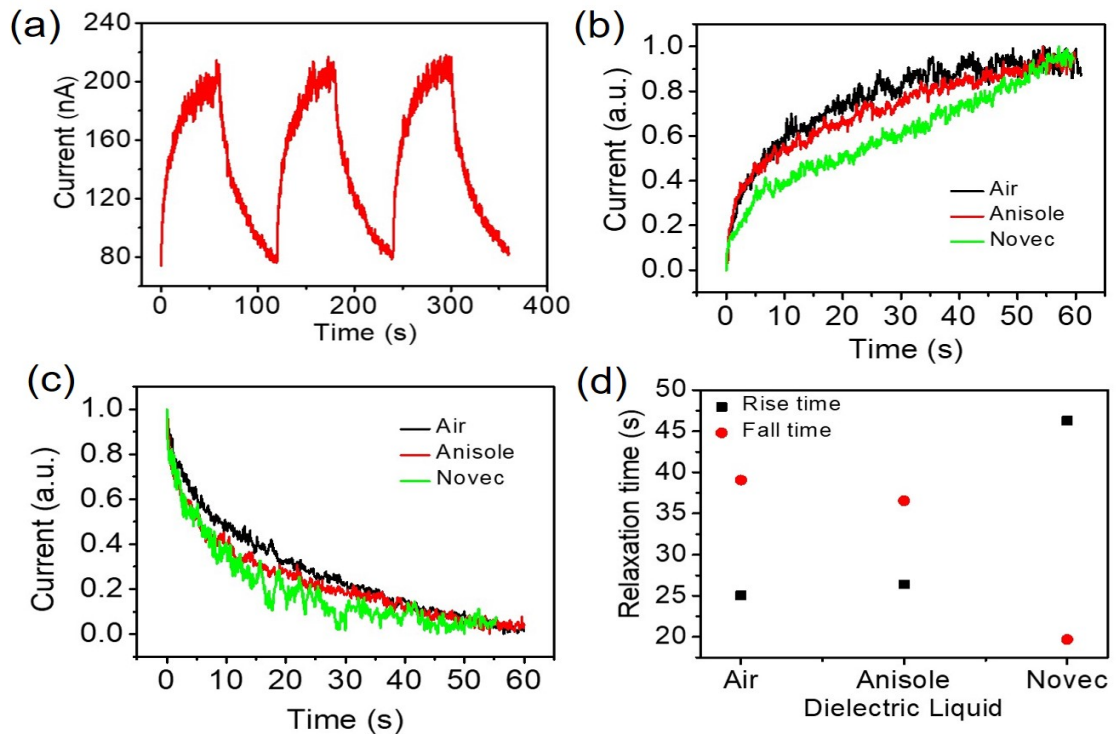 (a)
240
200
160
120
80
Current (nA)
0
100
200
300
400
Time (s)
(b)
1.0
0.8
0.6
0.4
0.2
0.0
Current (a.u.)
Air
Anisole
Novec
0
10
20
30
40
50
60
Time (s)
(c)
1.0
0.8
0.6
0.4
0.2
0.0
Current (a.u.)
Air
Anisole
Novec
0
10
20
30
40
50
60
Time (s)
(d)
50
45
40
35
30
25
20
Relaxation time (s)
Rise time
Fall time
Air
Anisole
Novec
Dielectric Liquid